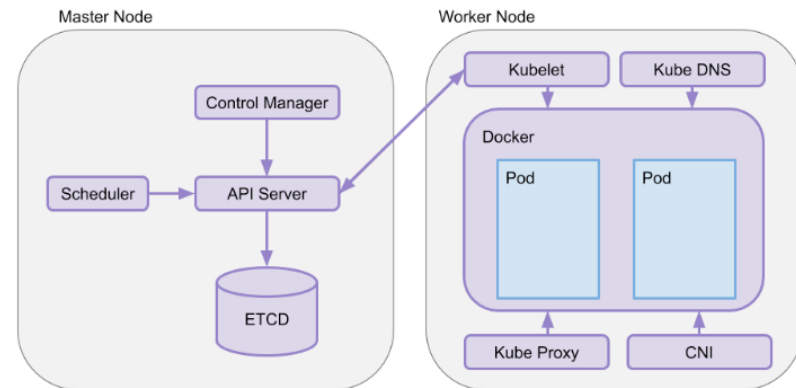 Master Node
Control Manager
Scheduler
API Server
ETCD
Worker Node
Kubelet
Kube DNS
Docker
Pod
Pod
Kube Proxy
CNI